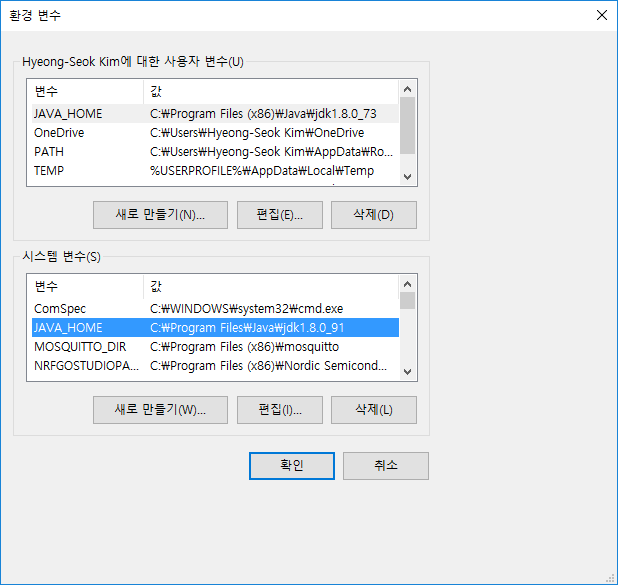 환경 변수
Hyeong-Seok Kim에 대한 사용자 변수(U)
변수 값
JAVA_HOME C:₩Program Files (x86)₩Java₩jdk1.8.0_73
OneDrive C:₩Users₩Hyeong-Seok Kim₩OneDrive
PATH C:₩Users₩Hyeong-Seok Kim₩AppData₩Ro...
TEMP %USERPROFILE%₩AppData₩Local₩Temp
새로 만들기(N)... 편집(E)... 삭제(D)
시스템 변수(S)
변수 값
ComSpec C:₩WINDOWS₩system32₩cmd.exe
JAVA_HOME C:₩Program Files₩Java₩jdk1.8.0_91
MOSQUITTO_DIR C:₩Program Files (x86)₩mosquitto
NRFGOSTUDIOPA... C:₩Program Files (x86)₩Nordic Semicond...
새로 만들기(W)... 편집(I)... 삭제(L)
확인 취소